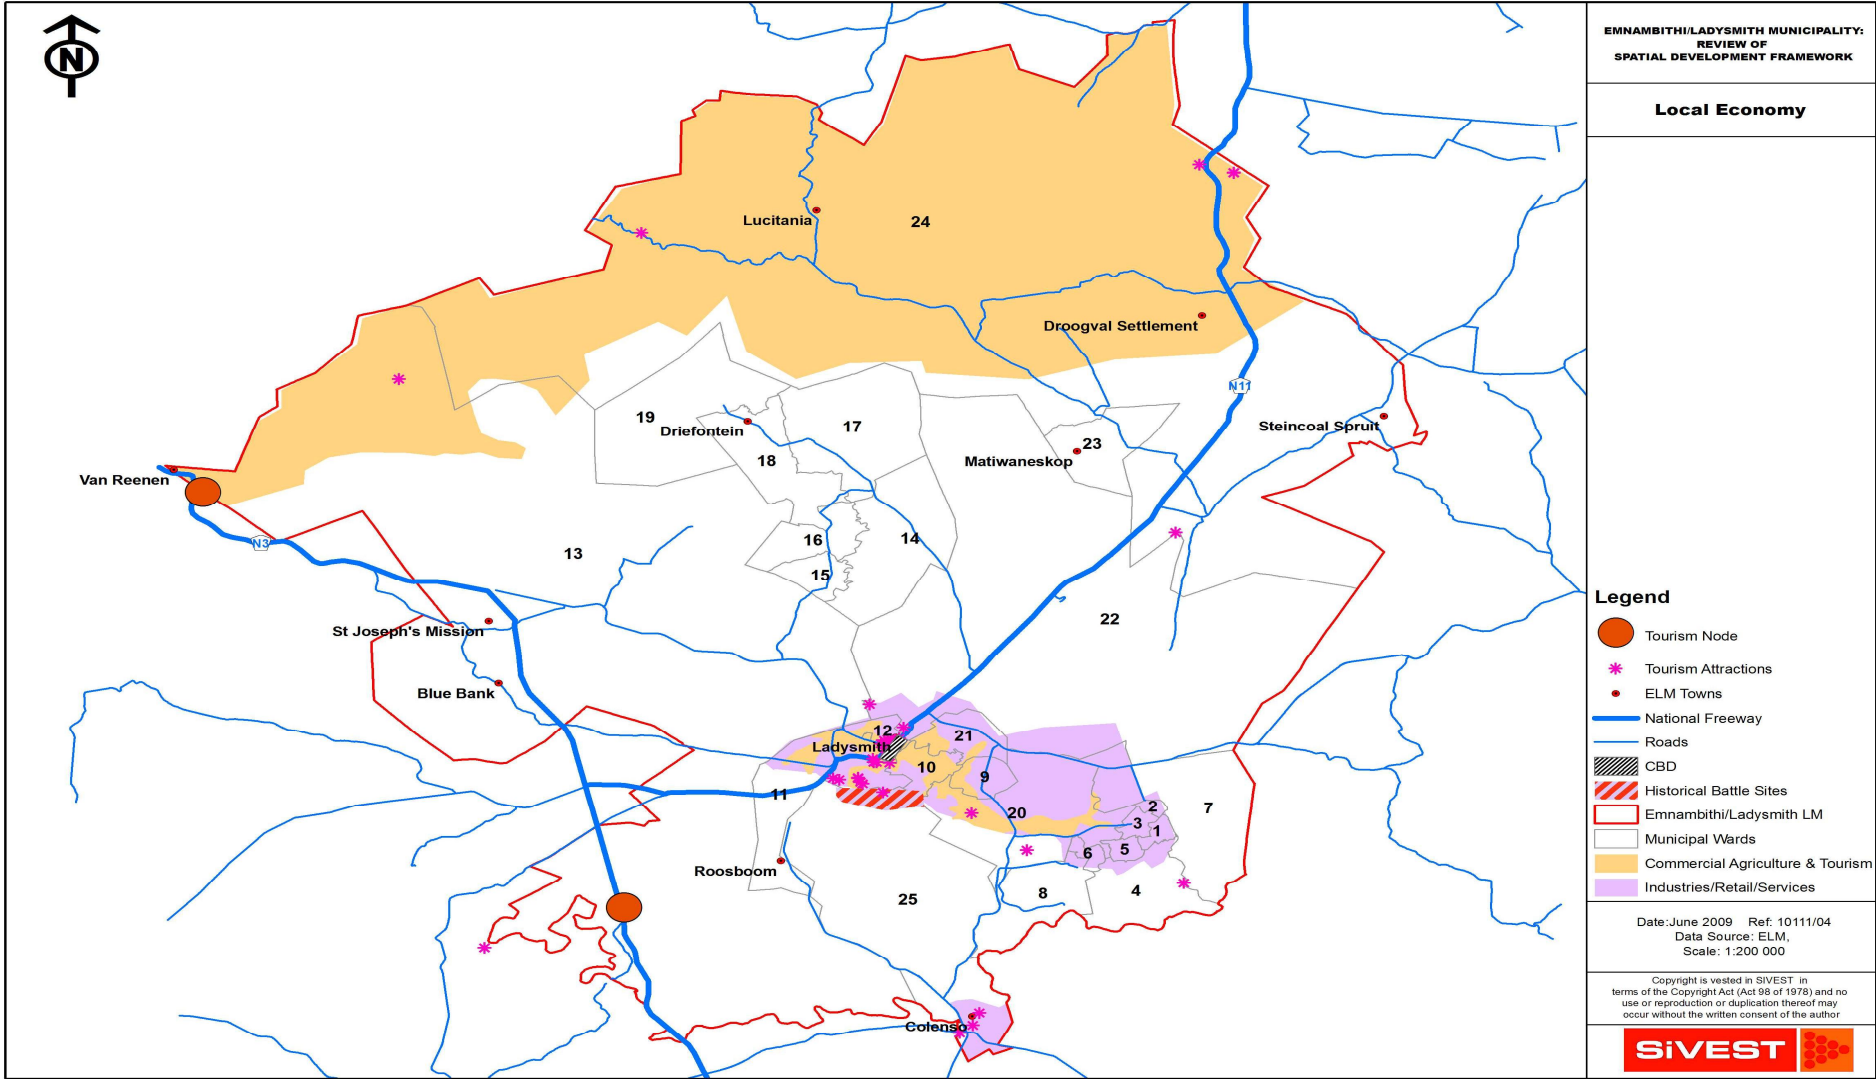 N
EMNAMBITHI/LADYSMITH MUNICIPALITY:
REVIEW OF
SPATIAL DEVELOPMENT FRAMEWORK
Local Economy
Lucitania
24
Droogval Settlement
N11
19
Driefontein
17
18
23
Matiwaneskop
Steincoal Spruit
Van Reenen
N3
13
16
14
15
22
St Joseph's Mission
Blue Bank
12
21
Ladysmith
10
9
11
20
2
7
3
1
6
5
Roosboom
25
8
4
Colenso
Legend
Tourism Node
Tourism Attractions
ELM Towns
National Freeway
Roads
CBD
Historical Battle Sites
Emnambithi/Ladysmith LM
Municipal Wards
Commercial Agriculture & Tourism
Industries/Retail/Services
Date:June 2009 Ref: 10111/04
Data Source: ELM,
Scale: 1:200 000
Copyright is vested in SIVEST in
terms of the Copyright Act (Act 98 of 1978) and no
use or reproduction or duplication thereof may
occur without the written consent of the author
SiVEST